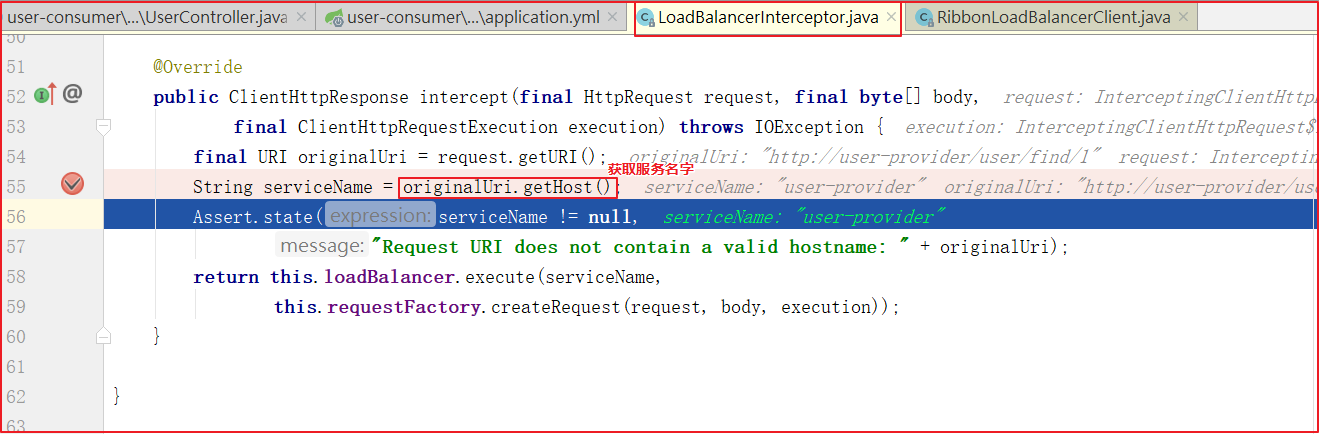 user-consumer\...\UserController.java × user-consumer\...\application.yml × LoadBalancerInterceptor.java × RibbonLoadBalancerClient.java ×
50
51 @Override
52 public ClientHttpResponse intercept(final HttpRequest request, final byte[] body, request: InterceptingClientHttpR
53 final ClientHttpRequestExecution execution) throws IOException { execution: InterceptingClientHttpRequest$
54 final URI originalUri = request.getURI(); originalUri: "http://user-provider/user/find/1" request: Intercepting
获取服务名字
55 String serviceName = originalUri.getHost(); serviceName: "user-provider" originalUri: "http://user-provider/use
56 Assert.state( expression: serviceName != null, serviceName: "user-provider"
57 message: "Request URI does not contain a valid hostname: " + originalUri);
58 return this.loadBalancer.execute(serviceName,
59 this.requestFactory.createRequest(request, body, execution));
60 }
61
62 }
63